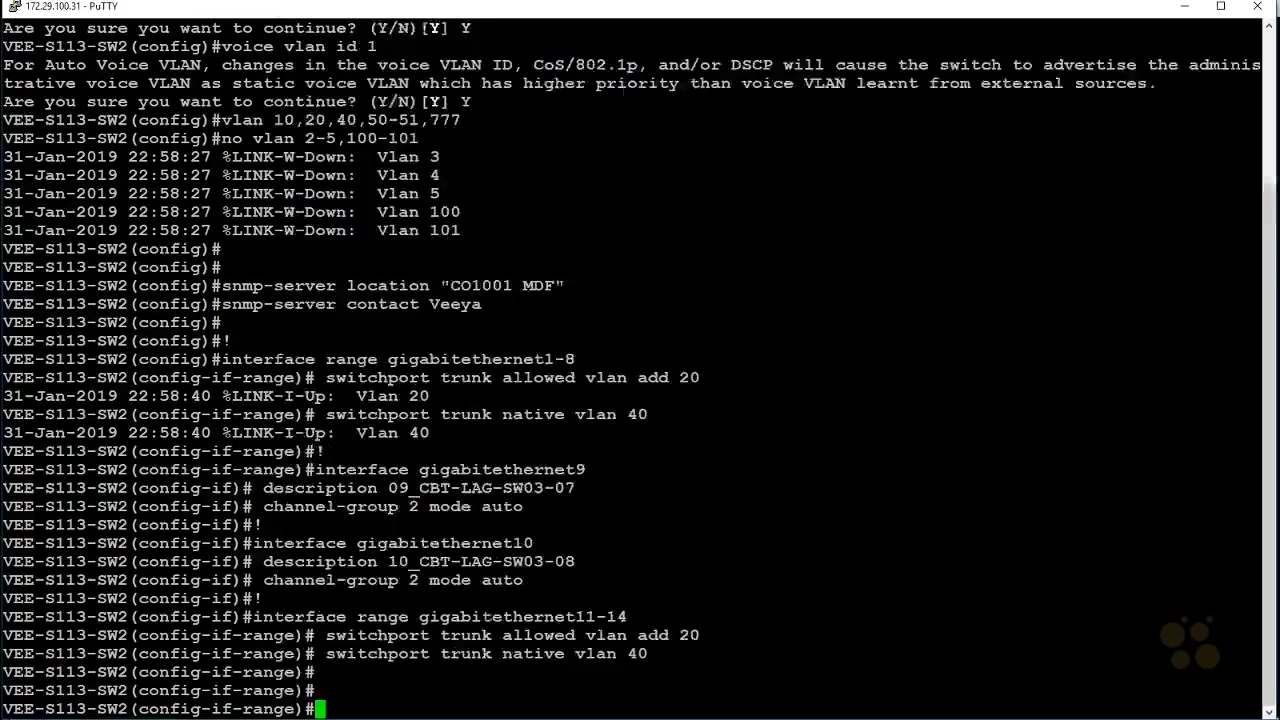 172.29.100.31 - PuTTY
Are you sure you want to continue? (Y/N)[Y] Y
VEE-S113-SW2(config)#voice vlan id 1
For Auto Voice VLAN, changes in the voice VLAN ID, CoS/802.1p, and/or DSCP will cause the switch to advertise the adminis
trative voice VLAN as static voice VLAN which has higher priority than voice VLAN learnt from external sources.
Are you sure you want to continue? (Y/N)[Y] Y
VEE-S113-SW2(config)#vlan 10,20,40,50-51,777
VEE-S113-SW2(config)#no vlan 2-5,100-101
31-Jan-2019 22:58:27 %LINK-W-Down:  Vlan 3
31-Jan-2019 22:58:27 %LINK-W-Down:  Vlan 4
31-Jan-2019 22:58:27 %LINK-W-Down:  Vlan 5
31-Jan-2019 22:58:27 %LINK-W-Down:  Vlan 100
31-Jan-2019 22:58:27 %LINK-W-Down:  Vlan 101
VEE-S113-SW2(config)#
VEE-S113-SW2(config)#
VEE-S113-SW2(config)#snmp-server location "CO1001 MDF"
VEE-S113-SW2(config)#snmp-server contact Veeya
VEE-S113-SW2(config)#
VEE-S113-SW2(config)#!
VEE-S113-SW2(config)#interface range gigabitethernet1-8
VEE-S113-SW2(config-if-range)# switchport trunk allowed vlan add 20
31-Jan-2019 22:58:40 %LINK-I-Up:  Vlan 20
VEE-S113-SW2(config-if-range)# switchport trunk native vlan 40
31-Jan-2019 22:58:40 %LINK-I-Up:  Vlan 40
VEE-S113-SW2(config-if-range)#!
VEE-S113-SW2(config-if-range)#interface gigabitethernet9
VEE-S113-SW2(config-if)# description 09_CBT-LAG-SW03-07
VEE-S113-SW2(config-if)# channel-group 2 mode auto
VEE-S113-SW2(config-if)#!
VEE-S113-SW2(config-if)#interface gigabitethernet10
VEE-S113-SW2(config-if)# description 10_CBT-LAG-SW03-08
VEE-S113-SW2(config-if)# channel-group 2 mode auto
VEE-S113-SW2(config-if)#!
VEE-S113-SW2(config-if)#interface range gigabitethernet11-14
VEE-S113-SW2(config-if-range)# switchport trunk allowed vlan add 20
VEE-S113-SW2(config-if-range)# switchport trunk native vlan 40
VEE-S113-SW2(config-if-range)#
VEE-S113-SW2(config-if-range)#
VEE-S113-SW2(config-if-range)#